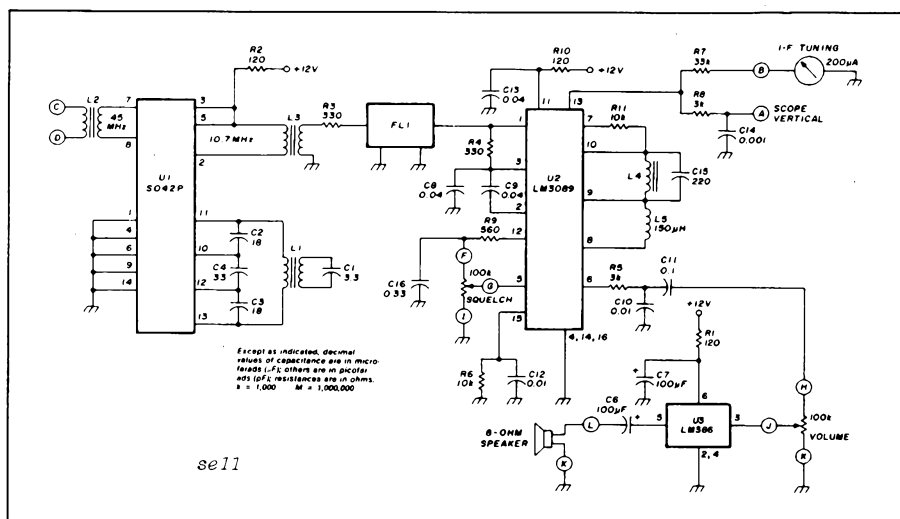 R2
120
+12V
L2
C
D
45
MHz
7
8
3
5
2
10.7 MHz
U1
SO42P
1
4
6
9
14
11
10
12
13
C2
18
C4
33
C3
18
L1
C1
3.3
L3
R3
330
FL1
R4
330
C8
0.04
C9
0.04
C13
0.04
R10
120
+12V
11
13
1
3
2
12
5
15
U2
LM3089
7
10
9
8
6
4, 14, 16
R11
10k
L4
C15
220
L5
150µH
R7
33k
B
I-F TUNING
200µA
R8
3k
A
SCOPE
VERTICAL
C14
0.001
R9
560
C16
0.33
F
100k
G
SQUELCH
I
R6
10k
C12
0.01
R5
3k
C11
0.1
C10
0.01
+12V
R1
120
C7
100µF
+
6
U3
LM386
5
3
2, 4
C6
100µF
+
L
8-OHM
SPEAKER
K
J
H
100k
VOLUME
K
Except as indicated, decimal
values of capacitance are in micro-
farads (µF); others are in picofar
ads (pF); resistances are in ohms.
k = 1,000 M = 1,000,000
sell